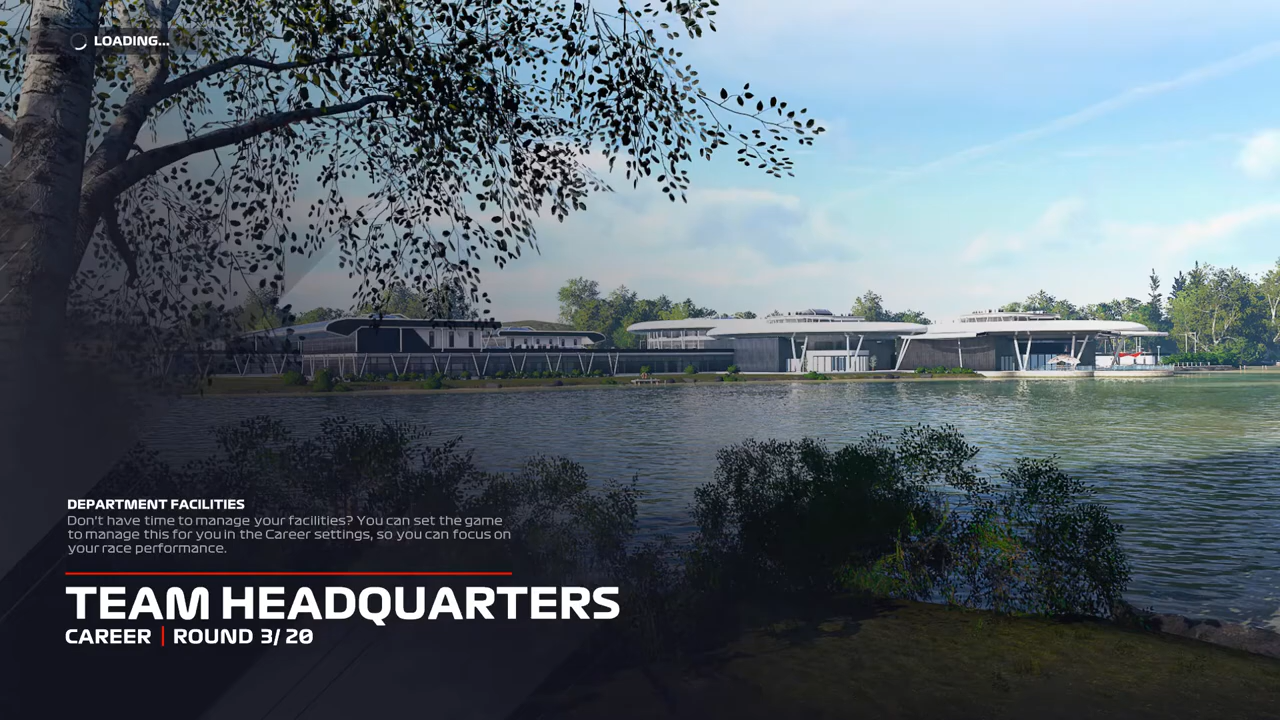 LOADING...
DEPARTMENT FACILITIES
Don't have time to manage your facilities? You can set the game
to manage this for you in the Career settings, so you can focus on
your race performance.
TEAM HEADQUARTERS
CAREER | ROUND 3/20